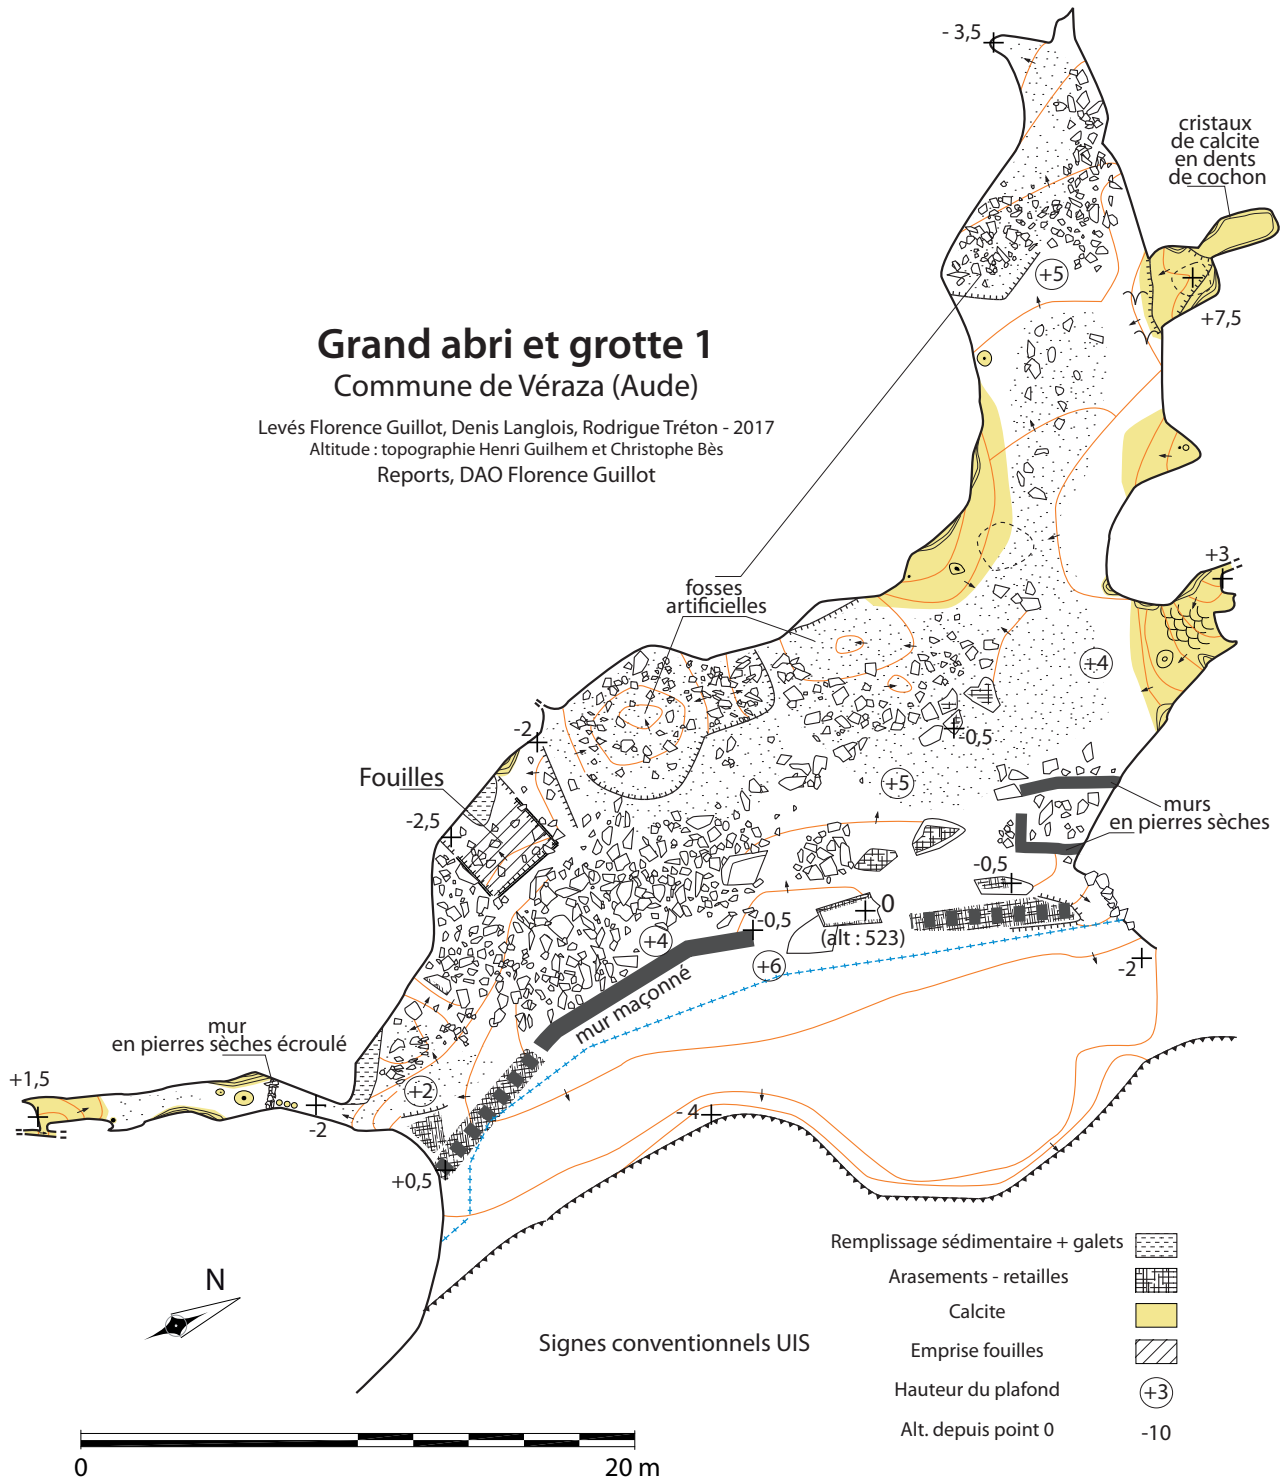 - 3,5
cristaux
de calcite
en dents
de cochon
+5
+7,5
Grand abri et grotte 1
Commune de Véraza (Aude)
Levés Florence Guillot, Denis Langlois, Rodrigue Tréton - 2017
Altitude : topographie Henri Guilhem et Christophe Bès
Reports, DAO Florence Guillot
+3
fosses
artificielles
+4
-2
-0,5
Fouilles
+5
-2,5
murs
en pierres sèches
-0,5
0
(alt : 523)
-0,5
+4
+6
-2
mur maçonné
mur
en pierres sèches écroulé
+1,5
+2
-2
- 4
+0,5
N
Remplissage sédimentaire + galets
Arasements - retailles
Calcite
Signes conventionnels UIS
Emprise fouilles
Hauteur du plafond
+3
Alt. depuis point 0
-10
0
20 m